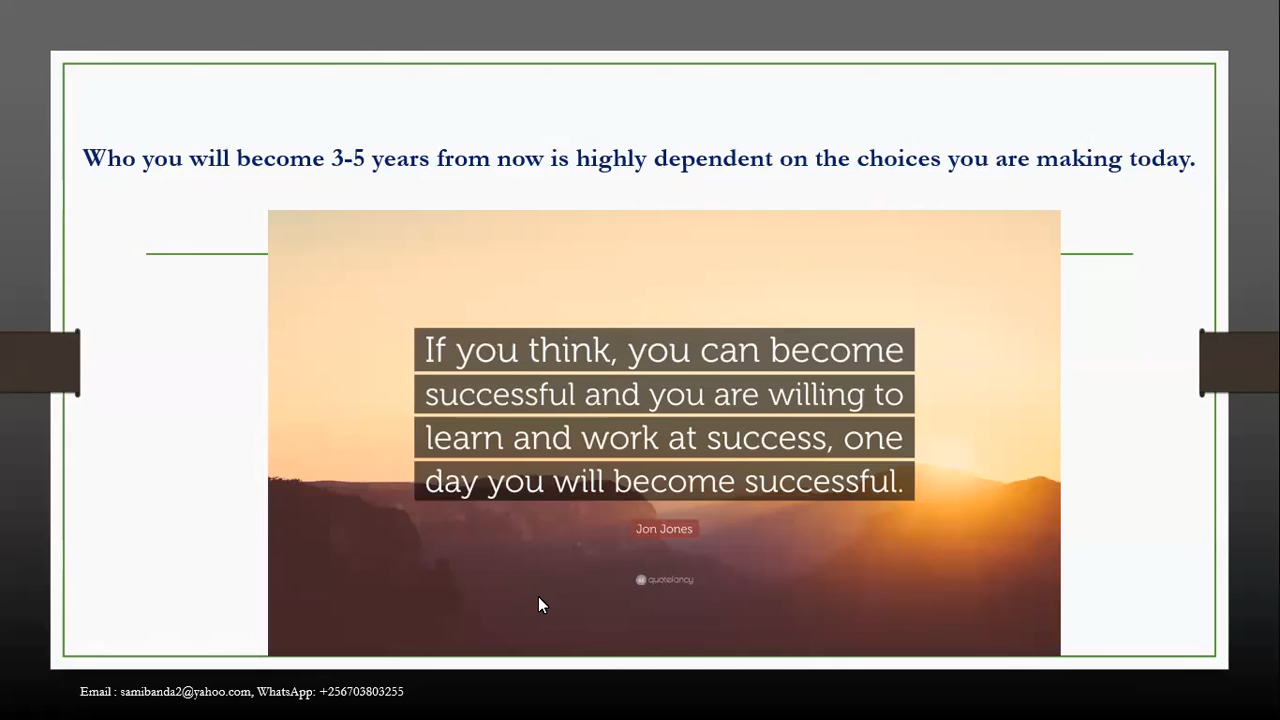 Who you will become 3-5 years from now is highly dependent on the choices you are making today.
If you think, you can become
successful and you are willing to
learn and work at success, one
day you will become successful.
Jon Jones
quotefancy
Email : samibanda2@yahoo.com, WhatsApp: +256703803255